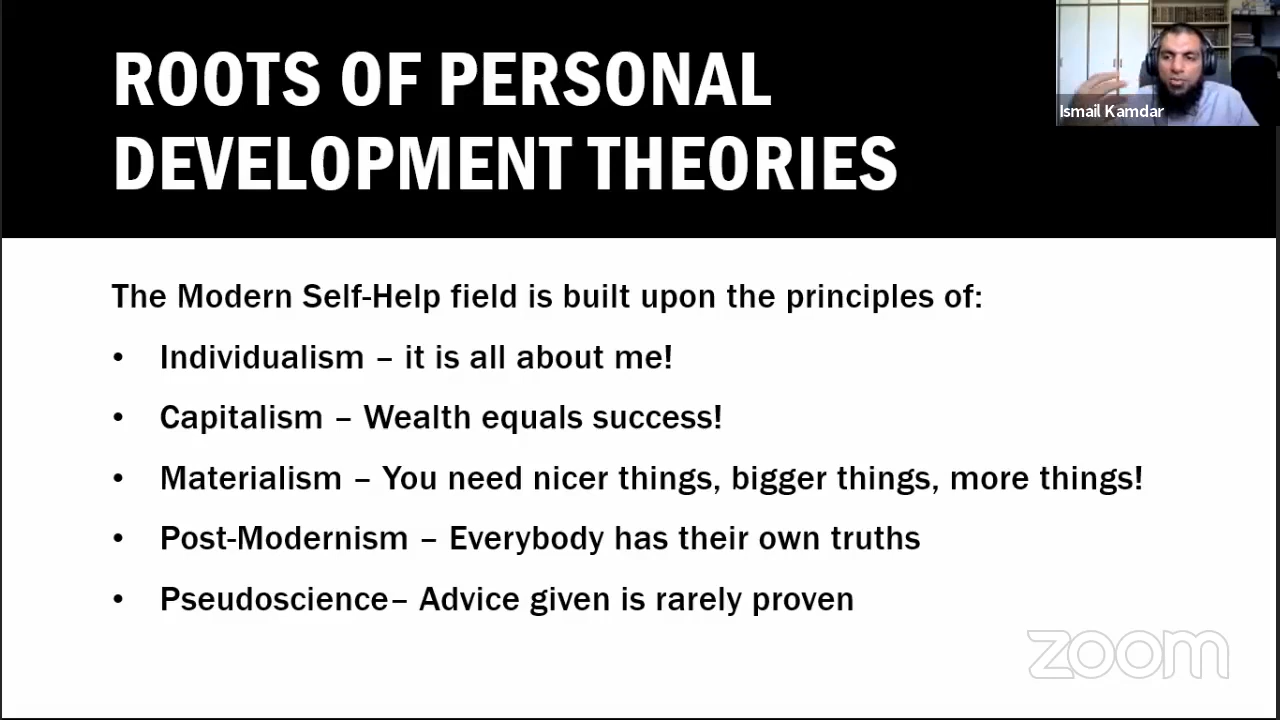 ROOTS OF PERSONAL
DEVELOPMENT THEORIES
Ismail Kamdar
The Modern Self-Help field is built upon the principles of:
• Individualism – it is all about me!
• Capitalism – Wealth equals success!
• Materialism – You need nicer things, bigger things, more things!
• Post-Modernism – Everybody has their own truths
• Pseudoscience– Advice given is rarely proven
zoom